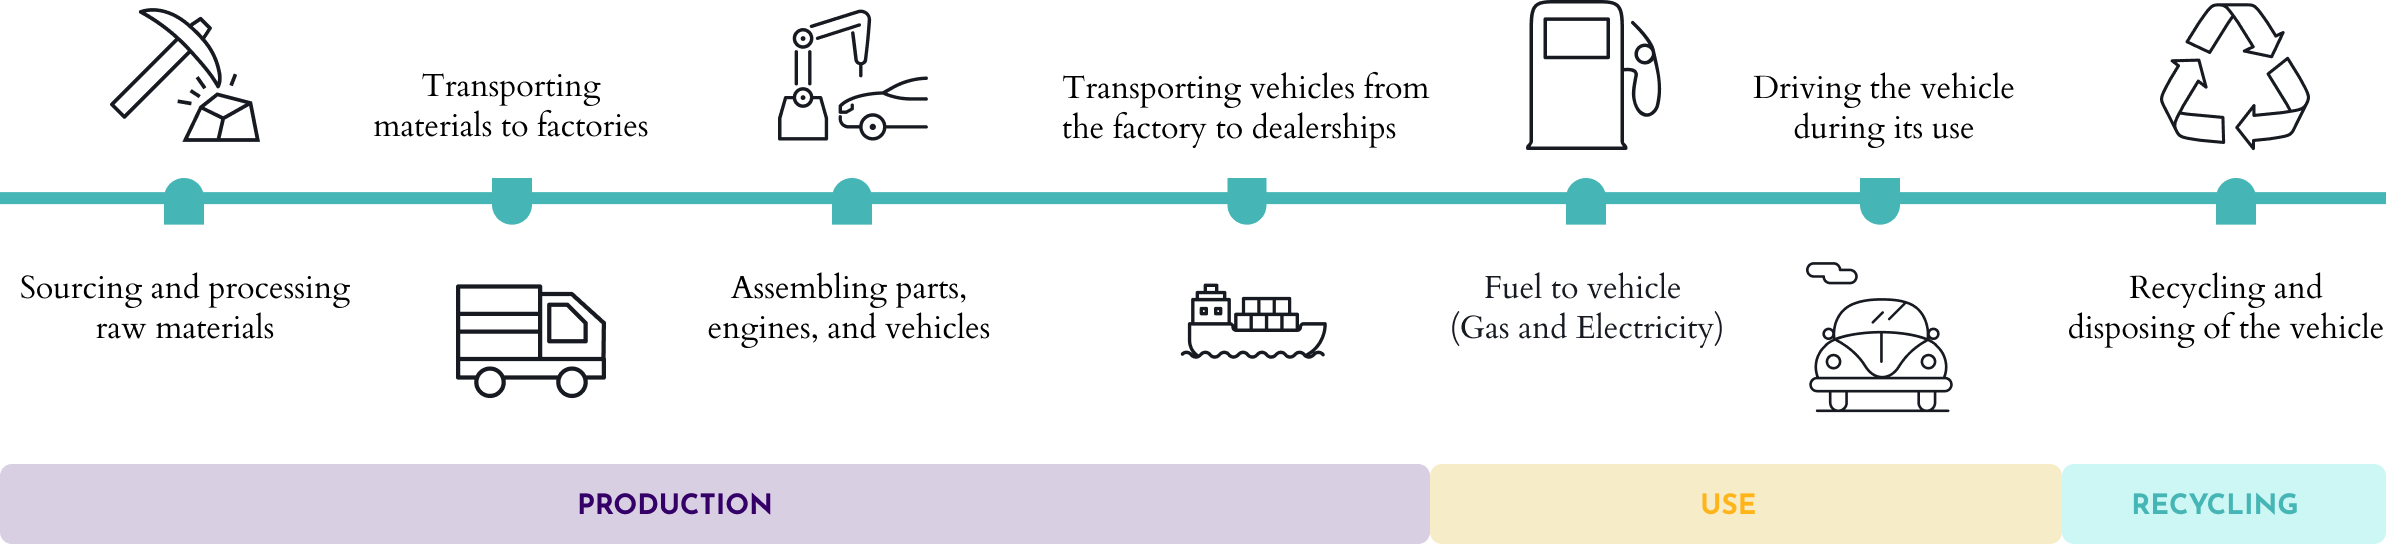 Transporting
materials to factories
Transporting vehicles from
the factory to dealerships
Driving the vehicle
during its use
Sourcing and processing
raw materials
Assembling parts,
engines, and vehicles
Fuel to vehicle
(Gas and Electricity)
Recycling and
disposing of the vehicle
PRODUCTION
USE
RECYCLING